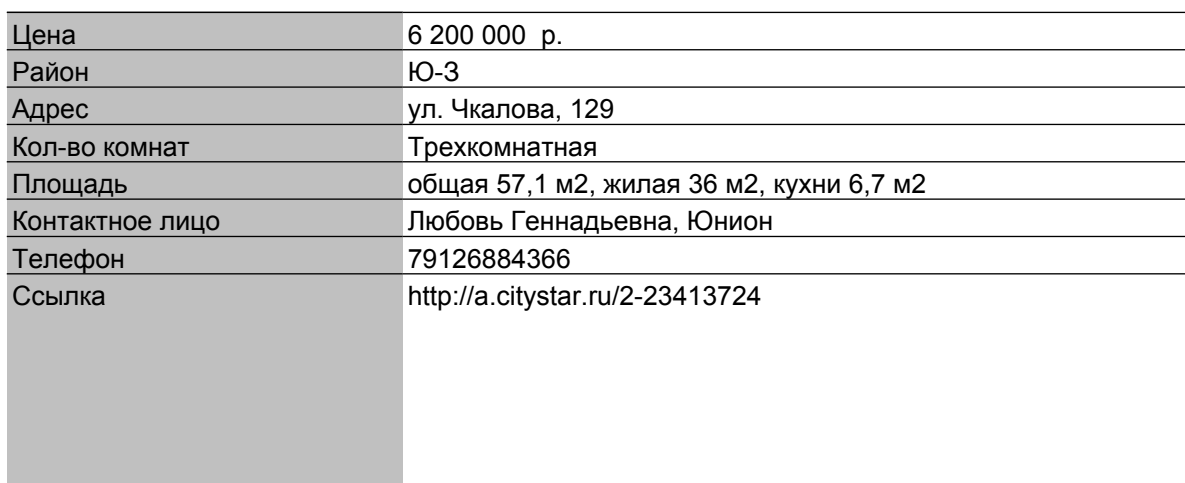 Цена 6 200 000 р.
Район Ю-З
Адрес ул. Чкалова, 129
Кол-во комнат Трехкомнатная
Площадь общая 57,1 м2, жилая 36 м2, кухни 6,7 м2
Контактное лицо Любовь Геннадьевна, Юнион
Телефон 79126884366
Ссылка http://a.citystar.ru/2-23413724